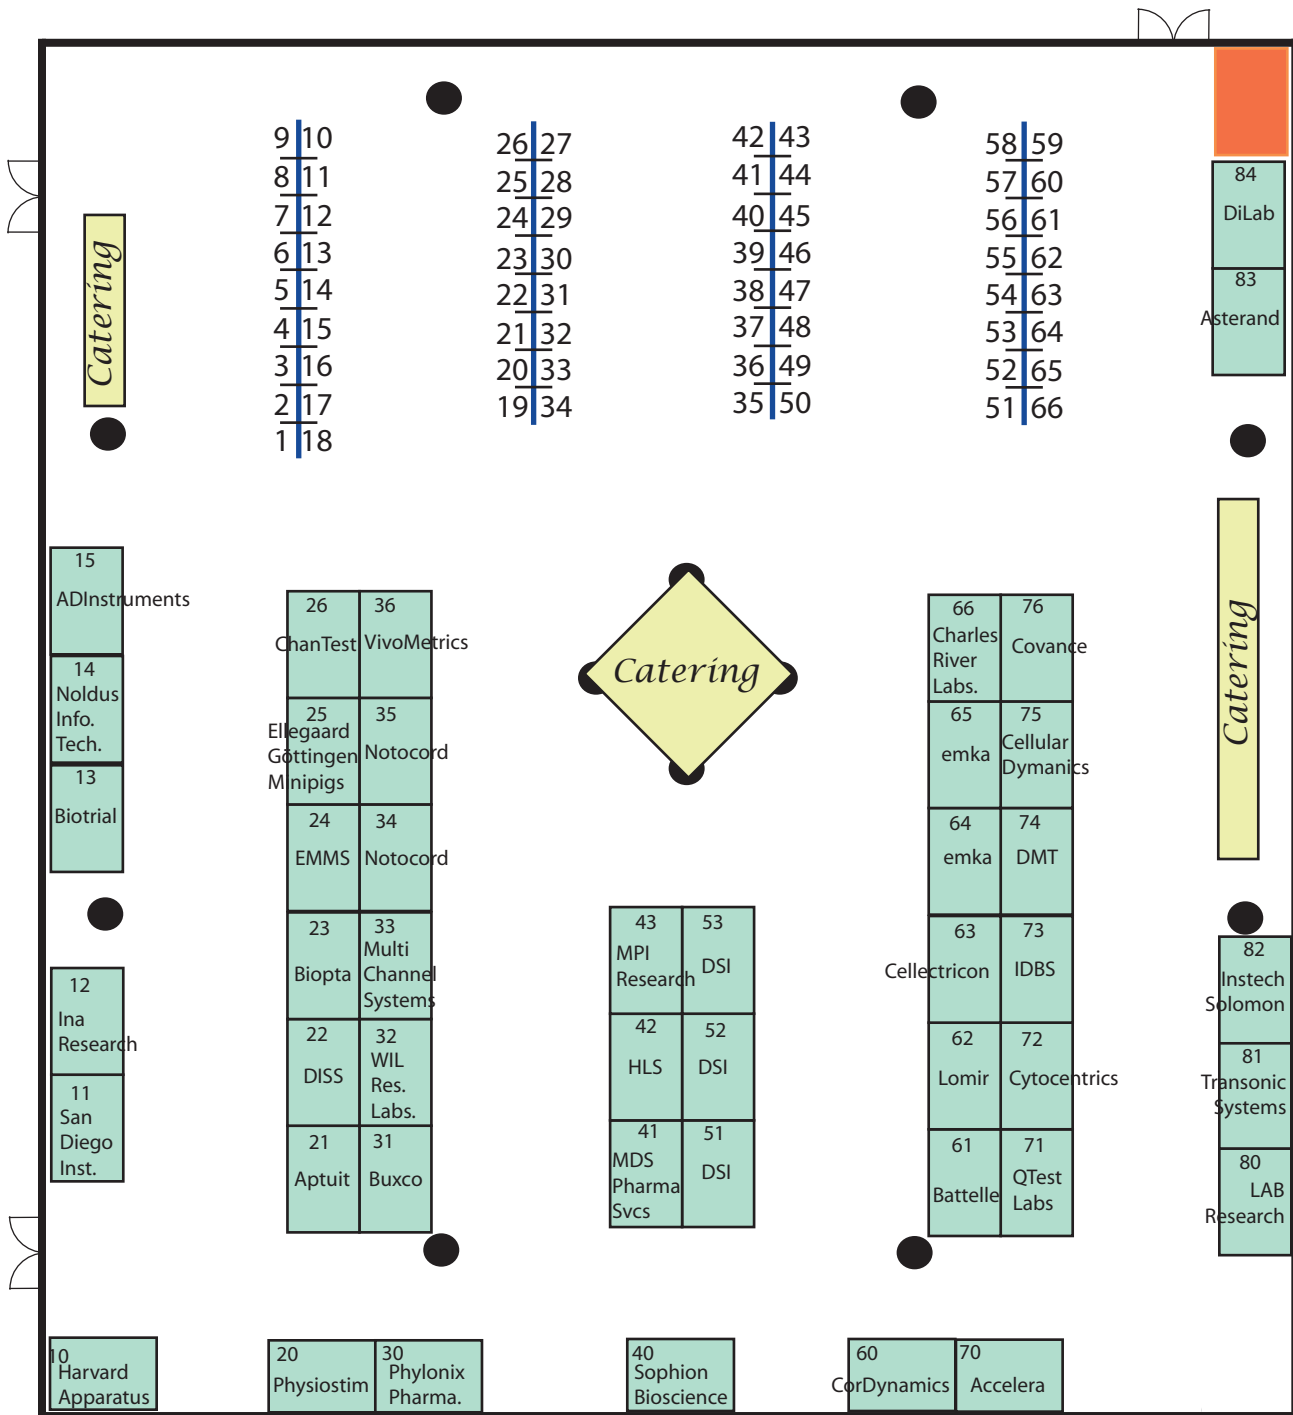 9 10
8 11
7 12
6 13
5 14
4 15
3 16
2 17
1 18
26 27
25 28
24 29
23 30
22 31
21 32
20 33
19 34
42 43
41 44
40 45
39 46
38 47
37 48
36 49
35 50
58 59
57 60
56 61
55 62
54 63
53 64
52 65
51 66
84
DiLab
83
Asterand
Catering
15
ADInstruments
14
Noldus
Info.
Tech.
13
Biotrial
12
Ina
Research
11
San
Diego
Inst.
26
ChanTest
36
VivoMetrics
25
Ellegaard
Göttingen
Minipigs
35
Notocord
24
EMMS
34
Notocord
23
Biopta
33
Multi
Channel
Systems
22
DISS
32
WIL
Res.
Labs.
21
Aptuit
31
Buxco
Catering
43
MPI
Research
53
DSI
42
HLS
52
DSI
41
MDS
Pharma
Svcs
51
DSI
66
Charles
River
Labs.
76
Covance
65
emka
75
Cellular
Dymanics
64
emka
74
DMT
63
Cellectricon
73
IDBS
62
Lomir
72
Cytocentrics
61
Battelle
71
QTest
Labs
Catering
82
Instech
Solomon
81
Transonic
Systems
80
LAB
Research
10
Harvard
Apparatus
20
Physiostim
30
Phylonix
Pharma.
40
Sophion
Bioscience
60
CorDynamics
70
Accelera